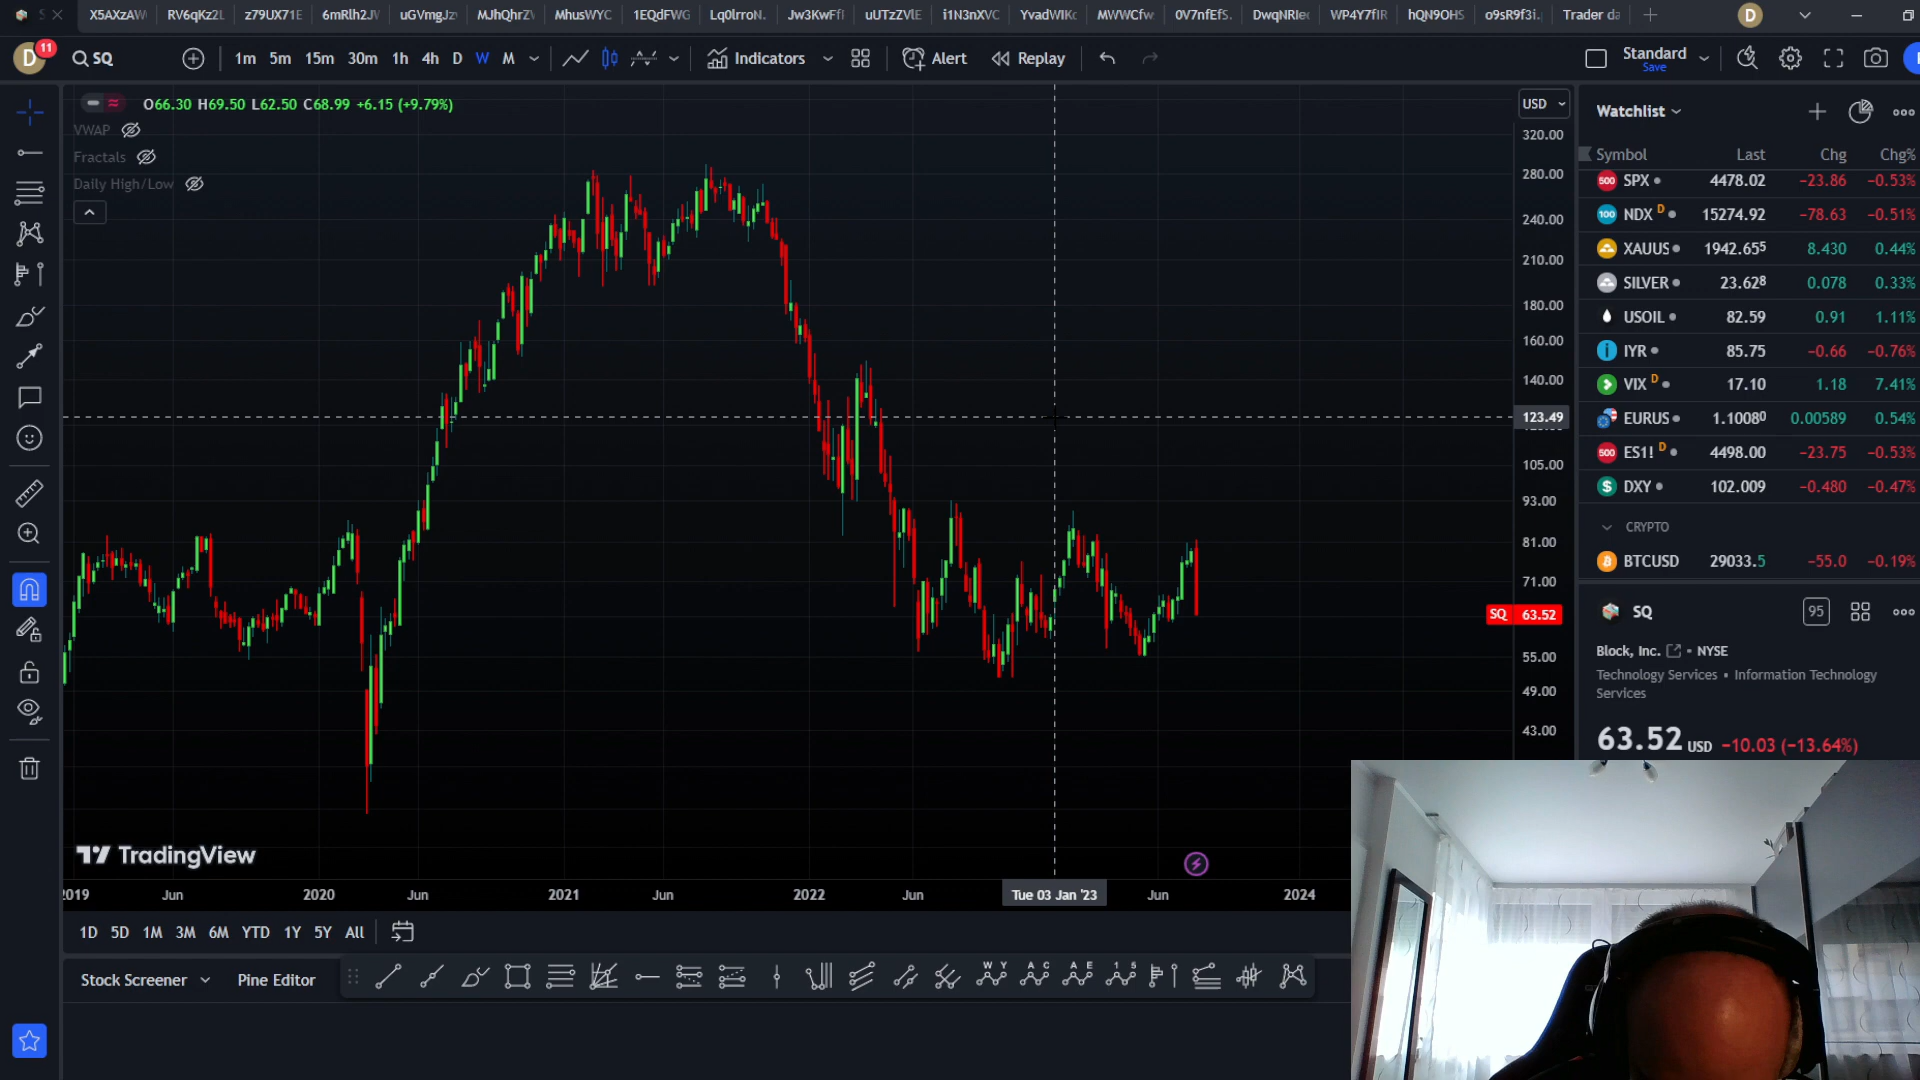 S X5AXzAW RV6qKz2L z79UX71E 6mRlh2JV uGVmgJz MJhQhrZ MhusWYC 1EQdFWG Lq0lrroN. Jw3KwFfI uUTzZVlE i1N3nXVC YvadWIKc MWWCfw 0V7nfEfS. DwqNRIec WP4Y7fIR hQN9OHS o9sR9f3i. Trader da D
D 11 SQ 1m 5m 15m 30m 1h 4h D W M Indicators Alert Replay Standard
Save
O66.30 H69.50 L62.50 C68.99 +6.15 (+9.79%)
VWAP
Fractals
Daily High/Low
USD
320.00
280.00
240.00
210.00
180.00
160.00
140.00
123.49
105.00
93.00
81.00
71.00
SQ 63.52
55.00
49.00
43.00
TradingView
2019 Jun 2020 Jun 2021 Jun 2022 Jun Tue 03 Jan '23 Jun 2024
1D 5D 1M 3M 6M YTD 1Y 5Y All
Stock Screener Pine Editor
W Y A C A E 1 5
Watchlist
Symbol Last Chg Chg%
500 SPX 4478.02 −23.86 −0.53%
100 NDX D 15274.92 −78.63 −0.51%
XAUUS 1942.655 8.430 0.44%
SILVER 23.628 0.078 0.33%
USOIL 82.59 0.91 1.11%
IYR 85.75 −0.66 −0.76%
VIX D 17.10 1.18 7.41%
EURUS 1.10080 0.00589 0.54%
500 ES1! D 4498.00 −23.75 −0.53%
$ DXY 102.009 −0.480 −0.47%
CRYPTO
BTCUSD 29033.5 −55.0 −0.19%
SQ 95
Block, Inc. • NYSE
Technology Services • Information Technology
Services
63.52 USD −10.03 (−13.64%)